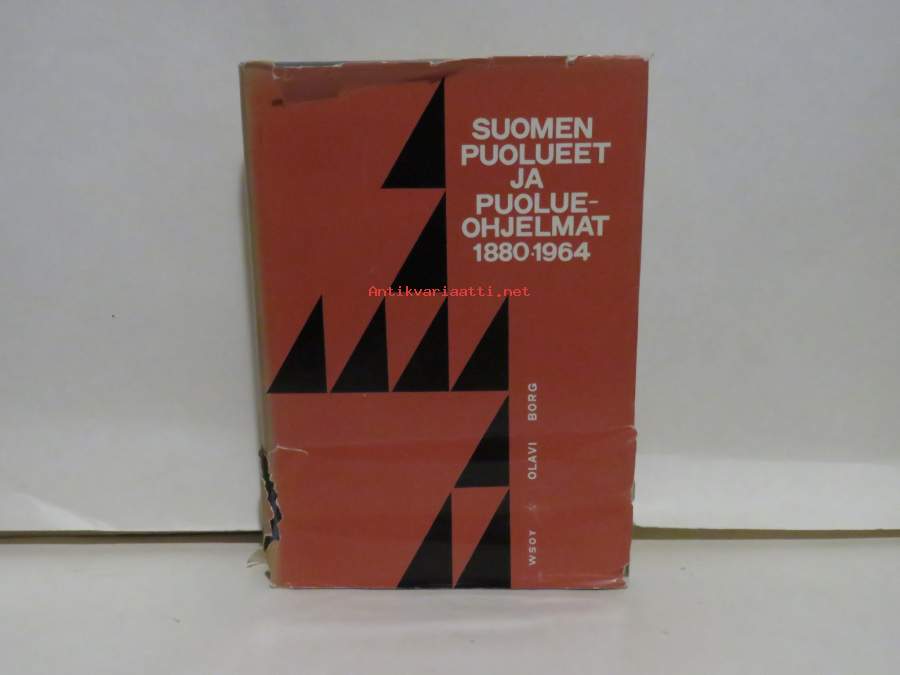 SUOMEN
PUOLUEET
JA
PUOLUE-
OHJELMAT
1880·1964
Antikvariaatti.net
OLAVI BORG
WSOY